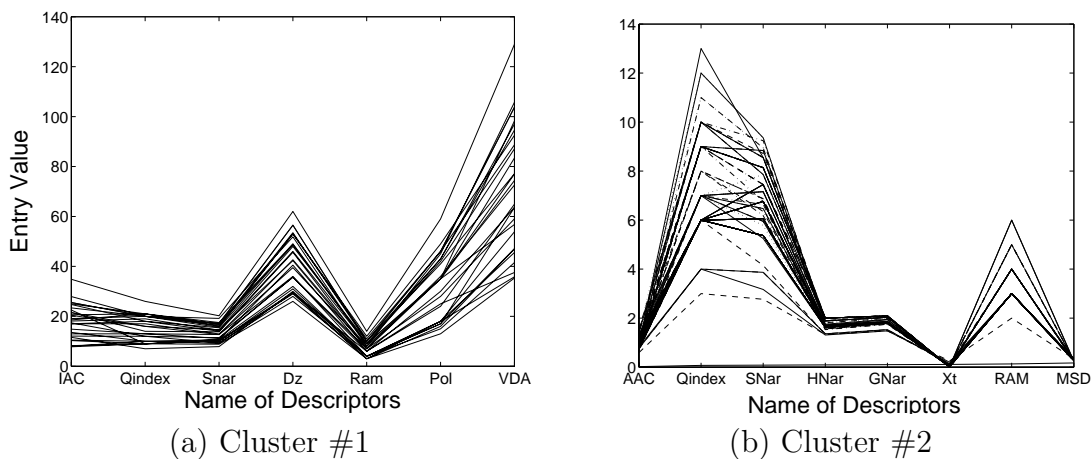 140
120
100
80
60
40
20
0
Entry Value
IAC Qindex Snar Dz Ram Pol VDA
Name of Descriptors
(a) Cluster #1
14
12
10
8
6
4
2
0
AAC Qindex SNar HNar GNar Xt RAM MSD
Name of Descriptors
(b) Cluster #2